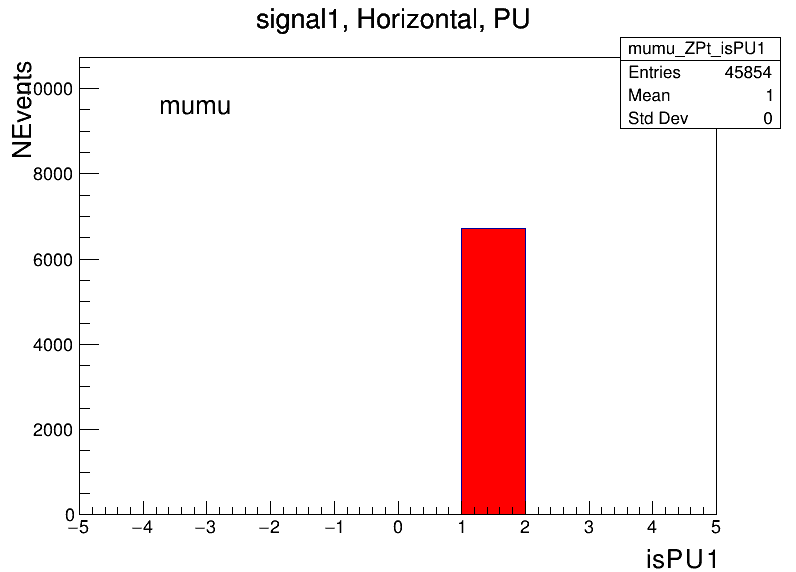 signal1, Horizontal, PU
mumu_ZPt_isPU1
Entries 45854
Mean 1
Std Dev 0
NEvents
mumu
0000
8000
6000
4000
2000
0
−5 −4 −3 −2 −1 0 1 2 3 4 5
isPU1